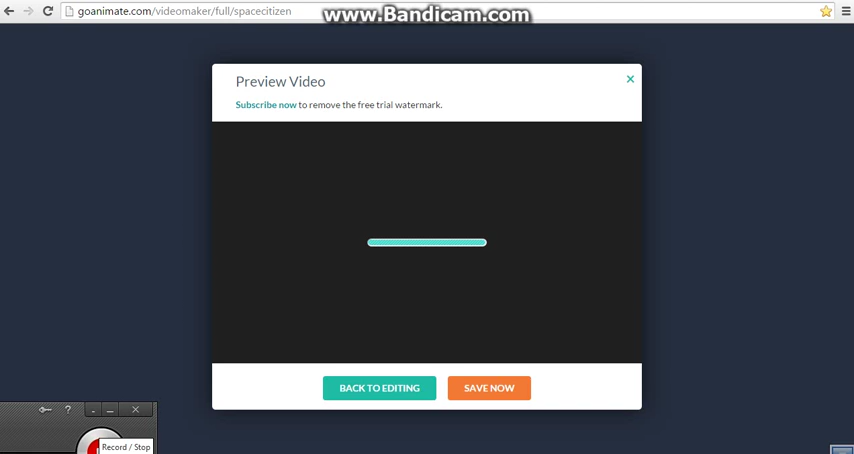 goanimate.com/videomaker/full/spacecitizen
www.Bandicam.com
Preview Video
Subscribe now to remove the free trial watermark.
BACK TO EDITING
SAVE NOW
?
Record / Stop